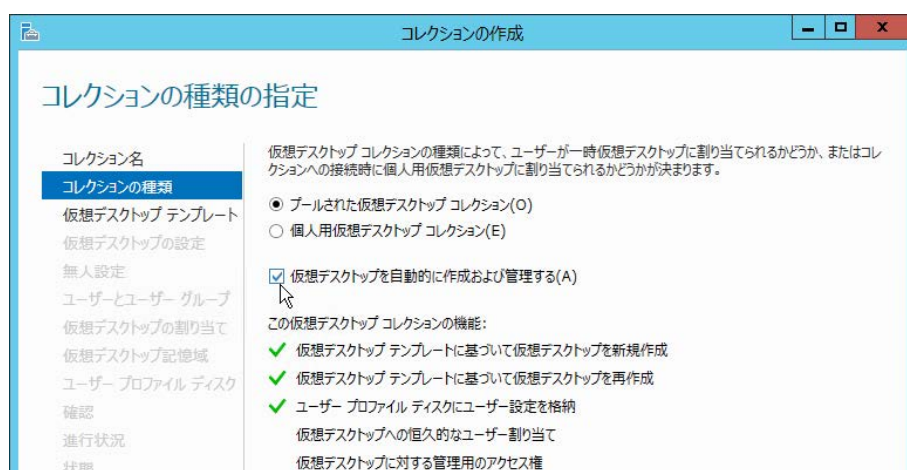 コレクションの作成
コレクションの種類の指定
コレクション名
コレクションの種類
仮想デスクトップ テンプレート
仮想デスクトップの設定
無人設定
ユーザーとユーザー グループ
仮想デスクトップの割り当て
仮想デスクトップ記憶域
ユーザー プロファイル ディスク
確認
進行状況
状態
仮想デスクトップ コレクションの種類によって、ユーザーが一時仮想デスクトップに割り当てられるかどうか、またはコレ
クションへの接続時に個人用仮想デスクトップに割り当てられるかどうかが決まります。
プールされた仮想デスクトップ コレクション(O)
個人用仮想デスクトップ コレクション(E)
仮想デスクトップを自動的に作成および管理する(A)
この仮想デスクトップ コレクションの機能:
仮想デスクトップ テンプレートに基づいて仮想デスクトップを新規作成
仮想デスクトップ テンプレートに基づいて仮想デスクトップを再作成
ユーザー プロファイル ディスクにユーザー設定を格納
仮想デスクトップへの恒久的なユーザー割り当て
仮想デスクトップに対する管理用のアクセス権